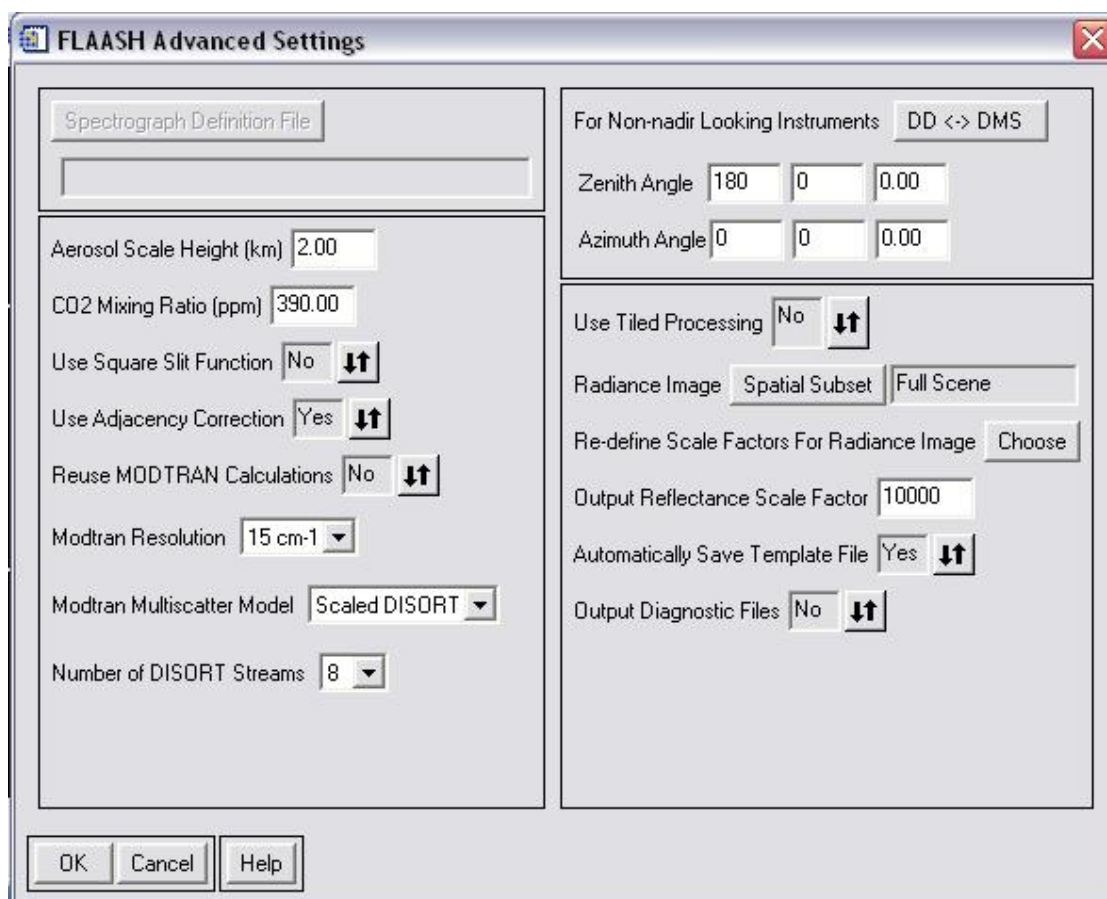 FLAASH Advanced Settings
Spectrograph Definition File
Aerosol Scale Height (km) 2.00
CO2 Mixing Ratio (ppm) 390.00
Use Square Slit Function No
Use Adjacency Correction Yes
Reuse MODTRAN Calculations No
Modtran Resolution 15 cm-1
Modtran Multiscatter Model Scaled DISORT
Number of DISORT Streams 8
For Non-nadir Looking Instruments DD <-> DMS
Zenith Angle 180 0 0.00
Azimuth Angle 0 0 0.00
Use Tiled Processing No
Radiance Image Spatial Subset Full Scene
Re-define Scale Factors For Radiance Image Choose
Output Reflectance Scale Factor 10000
Automatically Save Template File Yes
Output Diagnostic Files No
OK Cancel Help